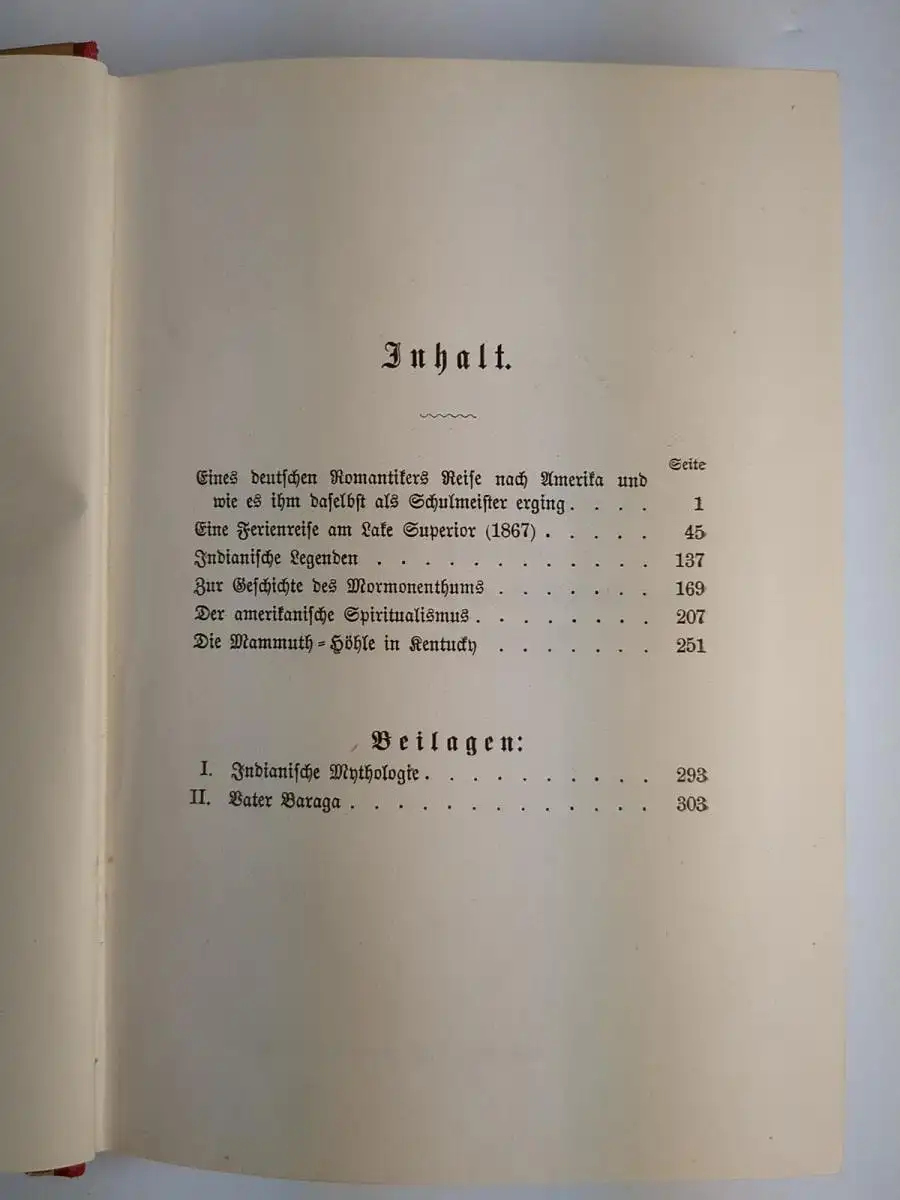 Inhalt.
Seite
Eines deutschen Romantikers Reise nach Amerika und
wie es ihm daselbst als Schulmeister erging. . . . . 1
Eine Ferienreise am Lake Superior (1867) . . . . . 45
Indianische Legenden . . . . . . . . . . 137
Zur Geschichte des Mormonenthums . . . . . . 169
Der amerikanische Spiritualismus . . . . . . . 207
Die Mammuth-Höhle in Kentucky . . . . . . 251
Beilagen:
I. Indianische Mythologie . . . . . . . . . 293
II. Vater Baraga . . . . . . . . . . . 303